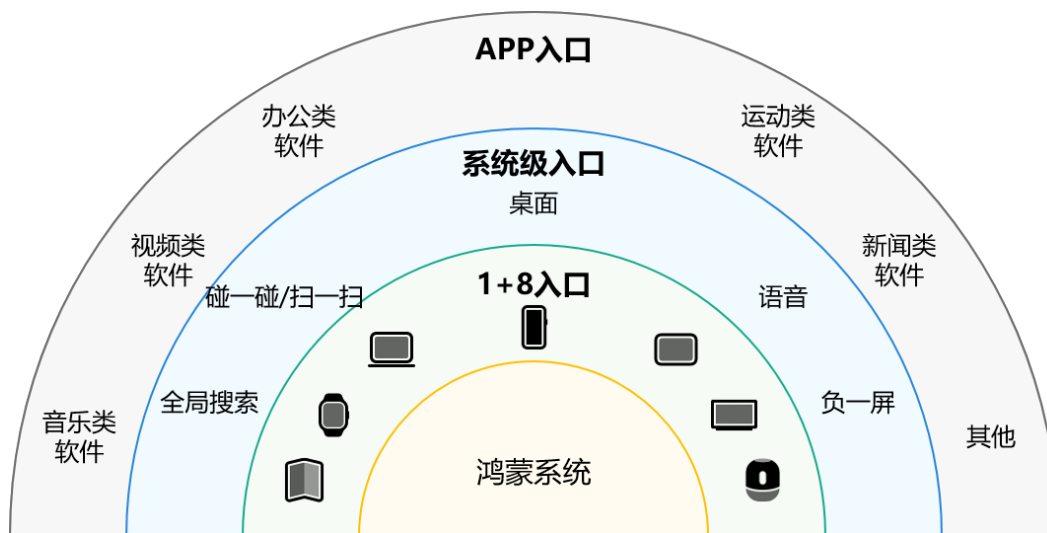 APP入口
办公类
软件
运动类
软件
系统级入口
桌面
视频类
软件
新闻类
软件
碰一碰/扫一扫
1+8入口
语音
全局搜索
负一屏
音乐类
软件
其他
鸿蒙系统